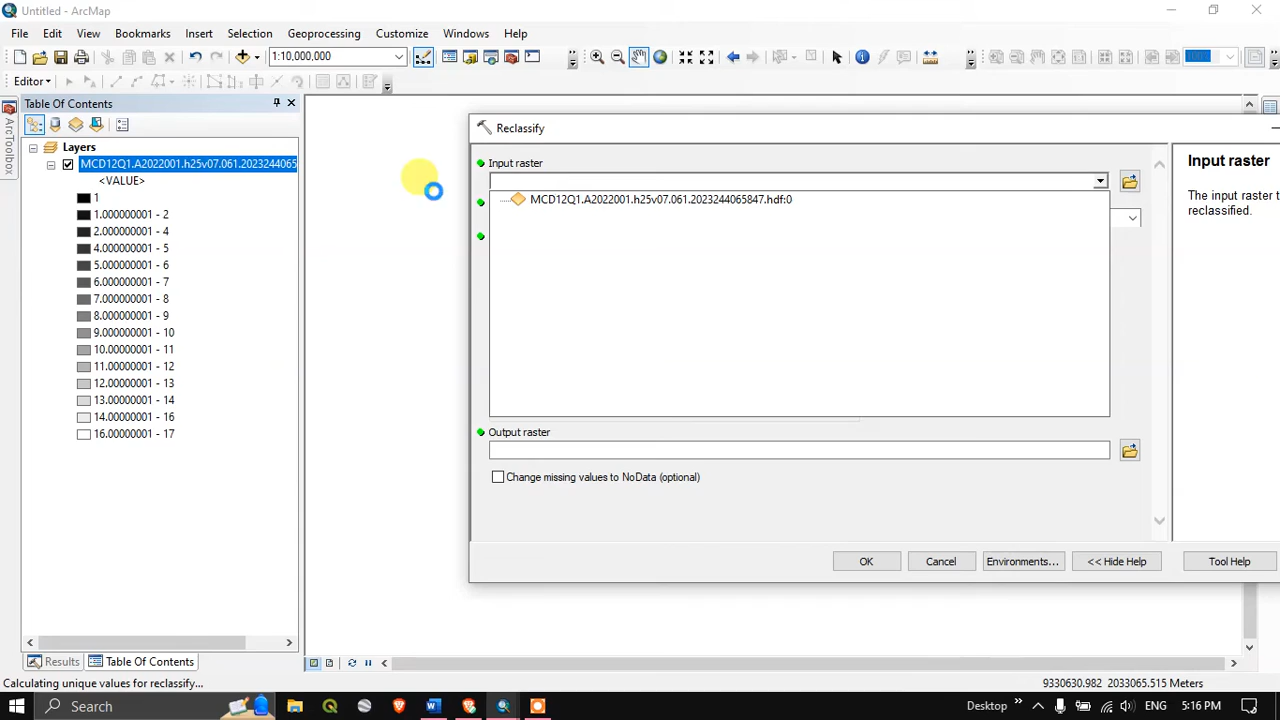 Untitled - ArcMap
File Edit View Bookmarks Insert Selection Geoprocessing Customize Windows Help
1:10,000,000
Editor
Table Of Contents
ArcToolbox
Layers
MCD12Q1.A2022001.h25v07.061.2023244065
<VALUE>
1
1.000000001 - 2
2.000000001 - 4
4.000000001 - 5
5.000000001 - 6
6.000000001 - 7
7.000000001 - 8
8.000000001 - 9
9.000000001 - 10
10.00000001 - 11
11.00000001 - 12
12.00000001 - 13
13.00000001 - 14
14.00000001 - 16
16.00000001 - 17
Reclassify
Input raster
MCD12Q1.A2022001.h25v07.061.2023244065847.hdf:0
Output raster
Change missing values to NoData (optional)
OK Cancel Environments... << Hide Help Tool Help
Input raster
The input raster t
reclassified.
Results Table Of Contents
Calculating unique values for reclassify...
9330630.982 2033065.515 Meters
Search
Desktop
ENG
5:16 PM